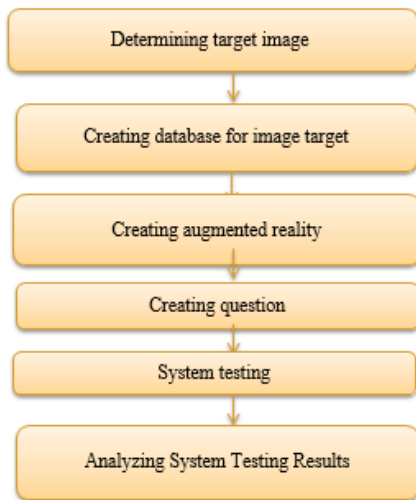 Determining target image
Creating database for image target
Creating augmented reality
Creating question
System testing
Analyzing System Testing Results